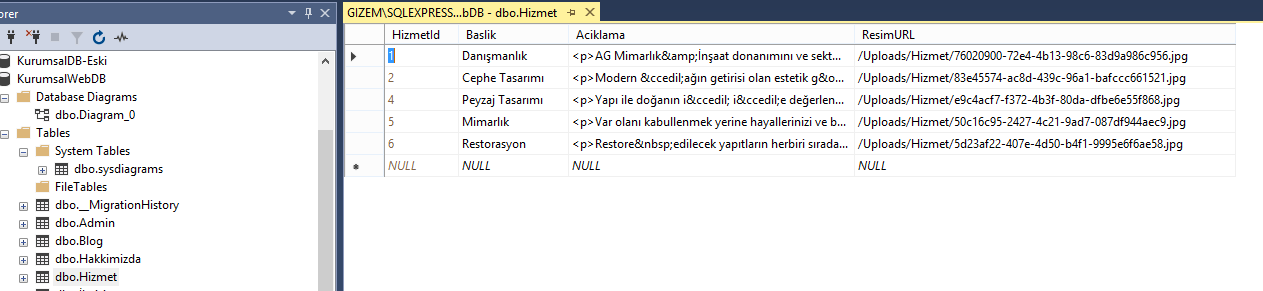 orer
KurumsalDB-Eski
KurumsalWebDB
Database Diagrams
dbo.Diagram_0
Tables
System Tables
dbo.sysdiagrams
FileTables
dbo.__MigrationHistory
dbo.Admin
dbo.Blog
dbo.Hakkimizda
dbo.Hizmet
GIZEM\SQLEXPRESS...bDB - dbo.Hizmet
HizmetId Baslik Aciklama ResimURL
1 Danışmanlık <p>AG Mimarlık&amp;İnşaat donanımını ve sekt... /Uploads/Hizmet/76020900-72e4-4b13-98c6-83d9a986c956.jpg
2 Cephe Tasarımı <p>Modern &ccedil;ağın getirisi olan estetik g&o... /Uploads/Hizmet/83e45574-ac8d-439c-96a1-bafccc661521.jpg
4 Peyzaj Tasarımı <p>Yapı ile doğanın i&ccedil; i&ccedil;e değerlen... /Uploads/Hizmet/e9c4acf7-f372-4b3f-80da-dfbe6e55f868.jpg
5 Mimarlık <p>Var olanı kabullenmek yerine hayallerinizi ve b... /Uploads/Hizmet/50c16c95-2427-4c21-9ad7-087df944aec9.jpg
6 Restorasyon <p>Restore&nbsp;edilecek yapıtların herbiri sırada... /Uploads/Hizmet/5d23af22-407e-4d50-b4f1-9995e6f6ae58.jpg
NULL NULL NULL NULL